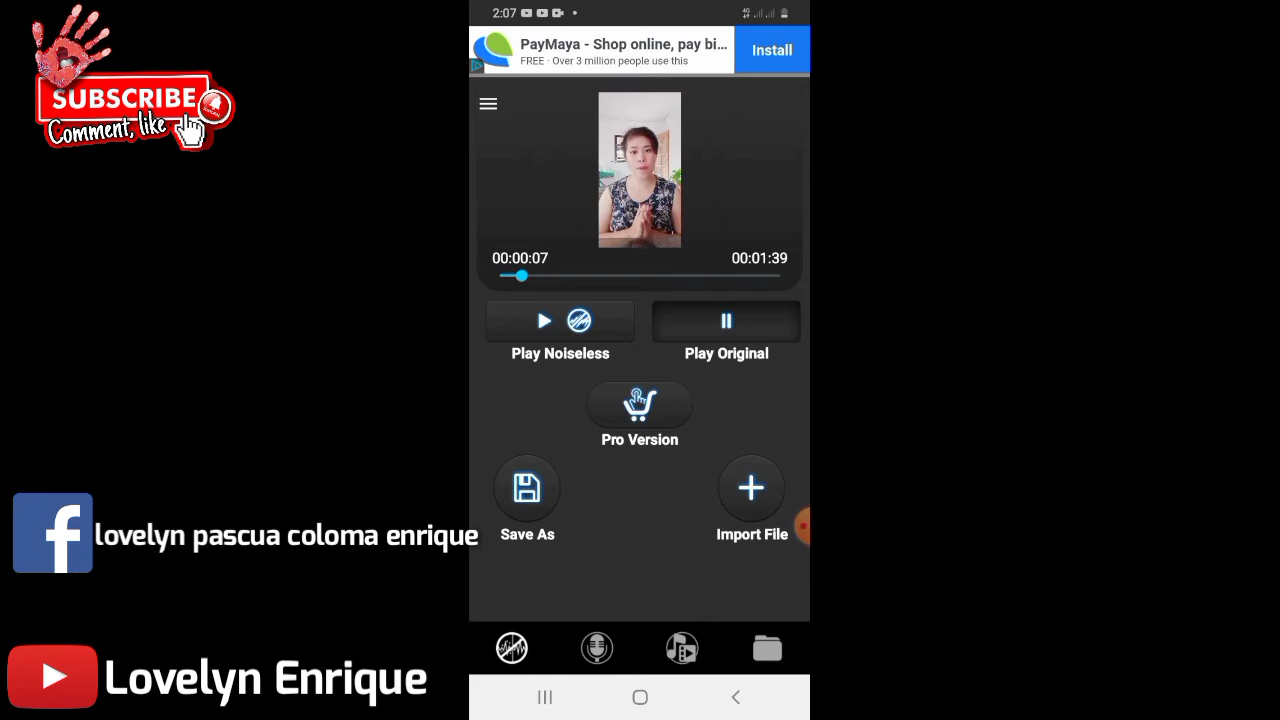 SUBSCRIBE
Comment, like
lovelyn pascua coloma enrique
Lovelyn Enrique
2:07
4G
PayMaya - Shop online, pay bi...
FREE · Over 3 million people use this
Install
00:00:07
00:01:39
Play Noiseless
Play Original
Pro Version
Save As
Import File